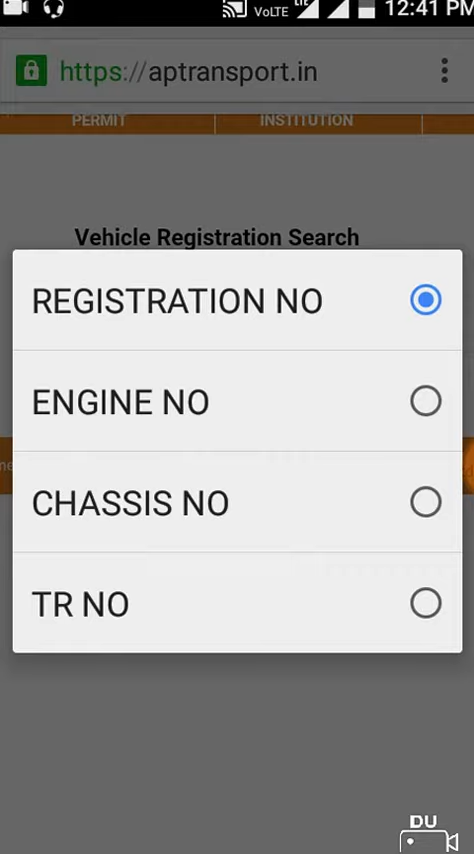 VoLTE LTE 12:41 PM
https://aptransport.in
PERMIT INSTITUTION
Vehicle Registration Search
REGISTRATION NO
ENGINE NO
CHASSIS NO
TR NO
DU